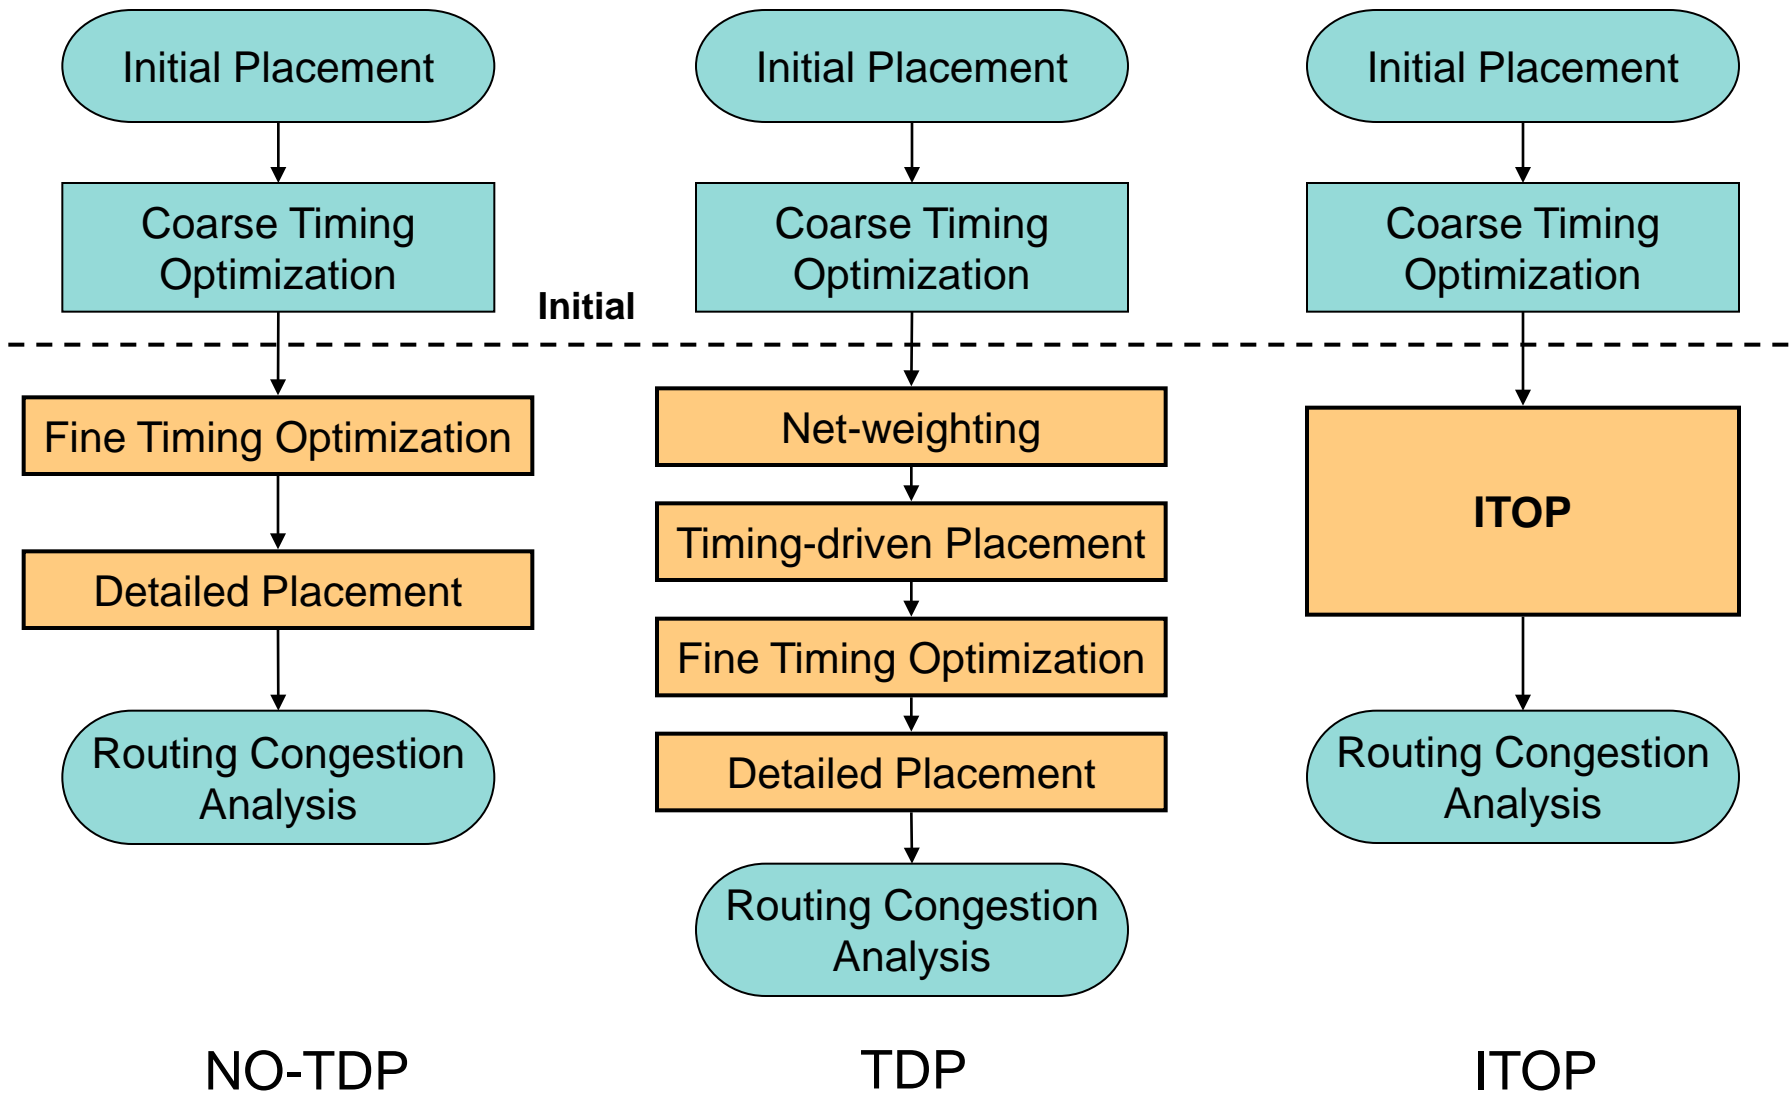 Initial Placement
Coarse Timing
Optimization
Fine Timing Optimization
Detailed Placement
Routing Congestion
Analysis
NO-TDP
Initial
Initial Placement
Coarse Timing
Optimization
Net-weighting
Timing-driven Placement
Fine Timing Optimization
Detailed Placement
Routing Congestion
Analysis
TDP
Initial Placement
Coarse Timing
Optimization
ITOP
Routing Congestion
Analysis
ITOP